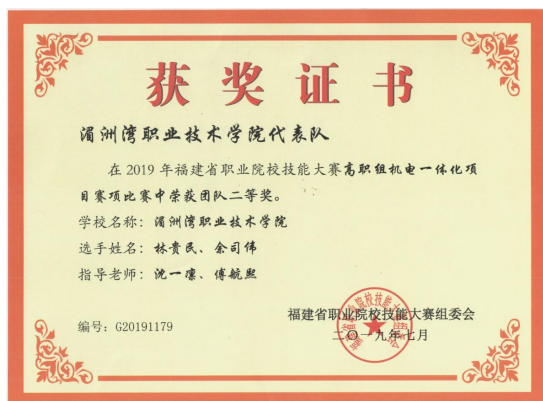 获奖证书
湄洲湾职业技术学院代表队
在2019年福建省职业院校技能大赛高职组机电一体化项
目赛项比赛中荣获团队二等奖。
学校名称：湄洲湾职业技术学院
选手姓名：林贵民、余司伟
指导老师：沈一凛、傅毓熙
福建省职业院校技能大赛组委会
编号：G20191179
二〇一九年七月